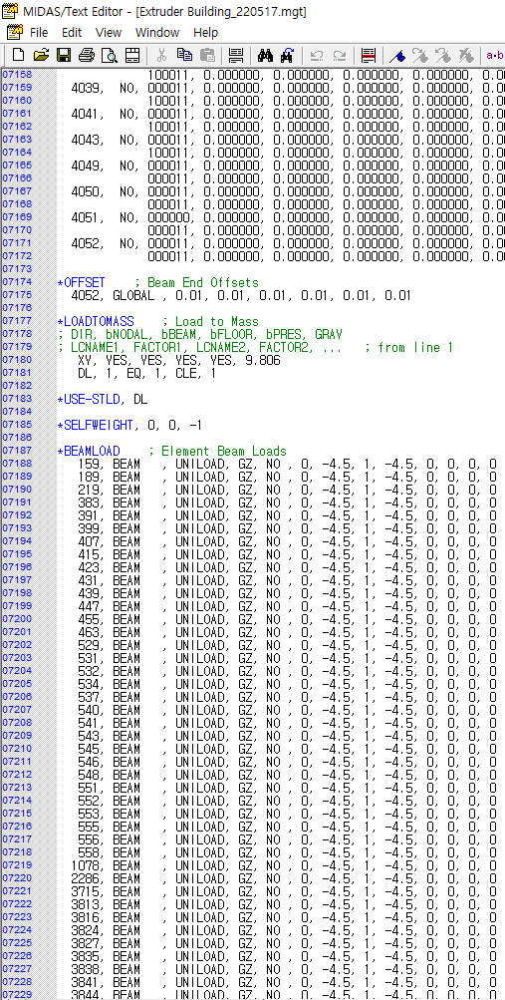 MIDAS/Text Editor - [Extruder Building_220517.mgt]
File Edit View Window Help
a•b
07158 100011, 0.000000, 0.000000, 0.000000, 0.000000, 0.00
07159 4039, NO, 000011, 0.000000, 0.000000, 0.000000, 0.000000, 0.00
07160 100011, 0.000000, 0.000000, 0.000000, 0.000000, 0.00
07161 4041, NO, 000011, 0.000000, 0.000000, 0.000000, 0.000000, 0.00
07162 100011, 0.000000, 0.000000, 0.000000, 0.000000, 0.00
07163 4043, NO, 000011, 0.000000, 0.000000, 0.000000, 0.000000, 0.00
07164 100011, 0.000000, 0.000000, 0.000000, 0.000000, 0.00
07165 4049, NO, 000011, 0.000000, 0.000000, 0.000000, 0.000000, 0.00
07166 000011, 0.000000, 0.000000, 0.000000, 0.000000, 0.00
07167 4050, NO, 000011, 0.000000, 0.000000, 0.000000, 0.000000, 0.00
07168 000011, 0.000000, 0.000000, 0.000000, 0.000000, 0.00
07169 4051, NO, 000000, 0.000000, 0.000000, 0.000000, 0.000000, 0.00
07170 000011, 0.000000, 0.000000, 0.000000, 0.000000, 0.00
07171 4052, NO, 000011, 0.000000, 0.000000, 0.000000, 0.000000, 0.00
07172 000011, 0.000000, 0.000000, 0.000000, 0.000000, 0.00
07173
07174 *OFFSET ; Beam End Offsets
07175 4052, GLOBAL , 0.01, 0.01, 0.01, 0.01, 0.01, 0.01
07176
07177 *LOADTOMASS ; Load to Mass
07178 ; DIR, bNODAL, bBEAM, bFLOOR, bPRES, GRAV
07179 ; LCNAME1, FACTOR1, LCNAME2, FACTOR2, ... ; from line 1
07180 XY, YES, YES, YES, YES, 9.806
07181 DL, 1, EQ, 1, CLE, 1
07182
07183 *USE-STLD, DL
07184
07185 *SELFWEIGHT, 0, 0, -1
07186
07187 *BEAMLOAD ; Element Beam Loads
07188 159, BEAM , UNILOAD, GZ, NO , 0, -4.5, 1, -4.5, 0, 0, 0, 0
07189 189, BEAM , UNILOAD, GZ, NO , 0, -4.5, 1, -4.5, 0, 0, 0, 0
07190 219, BEAM , UNILOAD, GZ, NO , 0, -4.5, 1, -4.5, 0, 0, 0, 0
07191 383, BEAM , UNILOAD, GZ, NO , 0, -4.5, 1, -4.5, 0, 0, 0, 0
07192 391, BEAM , UNILOAD, GZ, NO , 0, -4.5, 1, -4.5, 0, 0, 0, 0
07193 399, BEAM , UNILOAD, GZ, NO , 0, -4.5, 1, -4.5, 0, 0, 0, 0
07194 407, BEAM , UNILOAD, GZ, NO , 0, -4.5, 1, -4.5, 0, 0, 0, 0
07195 415, BEAM , UNILOAD, GZ, NO , 0, -4.5, 1, -4.5, 0, 0, 0, 0
07196 423, BEAM , UNILOAD, GZ, NO , 0, -4.5, 1, -4.5, 0, 0, 0, 0
07197 431, BEAM , UNILOAD, GZ, NO , 0, -4.5, 1, -4.5, 0, 0, 0, 0
07198 439, BEAM , UNILOAD, GZ, NO , 0, -4.5, 1, -4.5, 0, 0, 0, 0
07199 447, BEAM , UNILOAD, GZ, NO , 0, -4.5, 1, -4.5, 0, 0, 0, 0
07200 455, BEAM , UNILOAD, GZ, NO , 0, -4.5, 1, -4.5, 0, 0, 0, 0
07201 463, BEAM , UNILOAD, GZ, NO , 0, -4.5, 1, -4.5, 0, 0, 0, 0
07202 529, BEAM , UNILOAD, GZ, NO , 0, -4.5, 1, -4.5, 0, 0, 0, 0
07203 531, BEAM , UNILOAD, GZ, NO , 0, -4.5, 1, -4.5, 0, 0, 0, 0
07204 532, BEAM , UNILOAD, GZ, NO , 0, -4.5, 1, -4.5, 0, 0, 0, 0
07205 534, BEAM , UNILOAD, GZ, NO , 0, -4.5, 1, -4.5, 0, 0, 0, 0
07206 537, BEAM , UNILOAD, GZ, NO , 0, -4.5, 1, -4.5, 0, 0, 0, 0
07207 540, BEAM , UNILOAD, GZ, NO , 0, -4.5, 1, -4.5, 0, 0, 0, 0
07208 541, BEAM , UNILOAD, GZ, NO , 0, -4.5, 1, -4.5, 0, 0, 0, 0
07209 543, BEAM , UNILOAD, GZ, NO , 0, -4.5, 1, -4.5, 0, 0, 0, 0
07210 545, BEAM , UNILOAD, GZ, NO , 0, -4.5, 1, -4.5, 0, 0, 0, 0
07211 546, BEAM , UNILOAD, GZ, NO , 0, -4.5, 1, -4.5, 0, 0, 0, 0
07212 548, BEAM , UNILOAD, GZ, NO , 0, -4.5, 1, -4.5, 0, 0, 0, 0
07213 551, BEAM , UNILOAD, GZ, NO , 0, -4.5, 1, -4.5, 0, 0, 0, 0
07214 552, BEAM , UNILOAD, GZ, NO , 0, -4.5, 1, -4.5, 0, 0, 0, 0
07215 553, BEAM , UNILOAD, GZ, NO , 0, -4.5, 1, -4.5, 0, 0, 0, 0
07216 555, BEAM , UNILOAD, GZ, NO , 0, -4.5, 1, -4.5, 0, 0, 0, 0
07217 556, BEAM , UNILOAD, GZ, NO , 0, -4.5, 1, -4.5, 0, 0, 0, 0
07218 558, BEAM , UNILOAD, GZ, NO , 0, -4.5, 1, -4.5, 0, 0, 0, 0
07219 1078, BEAM , UNILOAD, GZ, NO , 0, -4.5, 1, -4.5, 0, 0, 0, 0
07220 2286, BEAM , UNILOAD, GZ, NO , 0, -4.5, 1, -4.5, 0, 0, 0, 0
07221 3715, BEAM , UNILOAD, GZ, NO , 0, -4.5, 1, -4.5, 0, 0, 0, 0
07222 3813, BEAM , UNILOAD, GZ, NO , 0, -4.5, 1, -4.5, 0, 0, 0, 0
07223 3816, BEAM , UNILOAD, GZ, NO , 0, -4.5, 1, -4.5, 0, 0, 0, 0
07224 3824, BEAM , UNILOAD, GZ, NO , 0, -4.5, 1, -4.5, 0, 0, 0, 0
07225 3827, BEAM , UNILOAD, GZ, NO , 0, -4.5, 1, -4.5, 0, 0, 0, 0
07226 3835, BEAM , UNILOAD, GZ, NO , 0, -4.5, 1, -4.5, 0, 0, 0, 0
07227 3838, BEAM , UNILOAD, GZ, NO , 0, -4.5, 1, -4.5, 0, 0, 0, 0
07228 3841, BEAM , UNILOAD, GZ, NO , 0, -4.5, 1, -4.5, 0, 0, 0, 0
07229 3844, BEAM , UNILOAD, GZ, NO , 0, -4.5, 1, -4.5, 0, 0, 0, 0